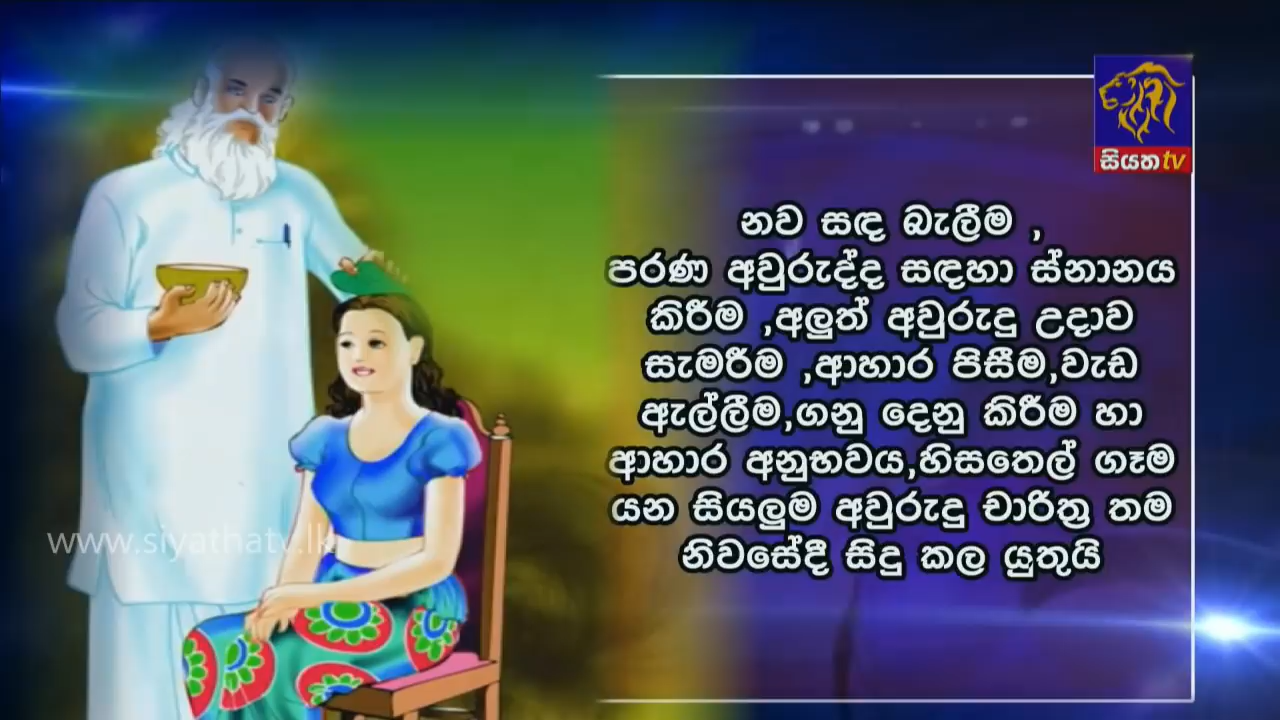 සියත tv
නව සඳ බැලීම ,
පරණ අවුරුද්ද සඳහා ස්නානය
කිරීම ,අලුත් අවුරුදු උදාව
සැමරීම ,ආහාර පිසීම,වැඩ
ඇල්ලීම,ගනු දෙනු කිරීම හා
ආහාර අනුභවය,හිසතෙල් ගෑම
යන සියලුම අවුරුදු චාරිත්‍ර තම
නිවසේදී සිදු කල යුතුයි
www.siyathatv.lk